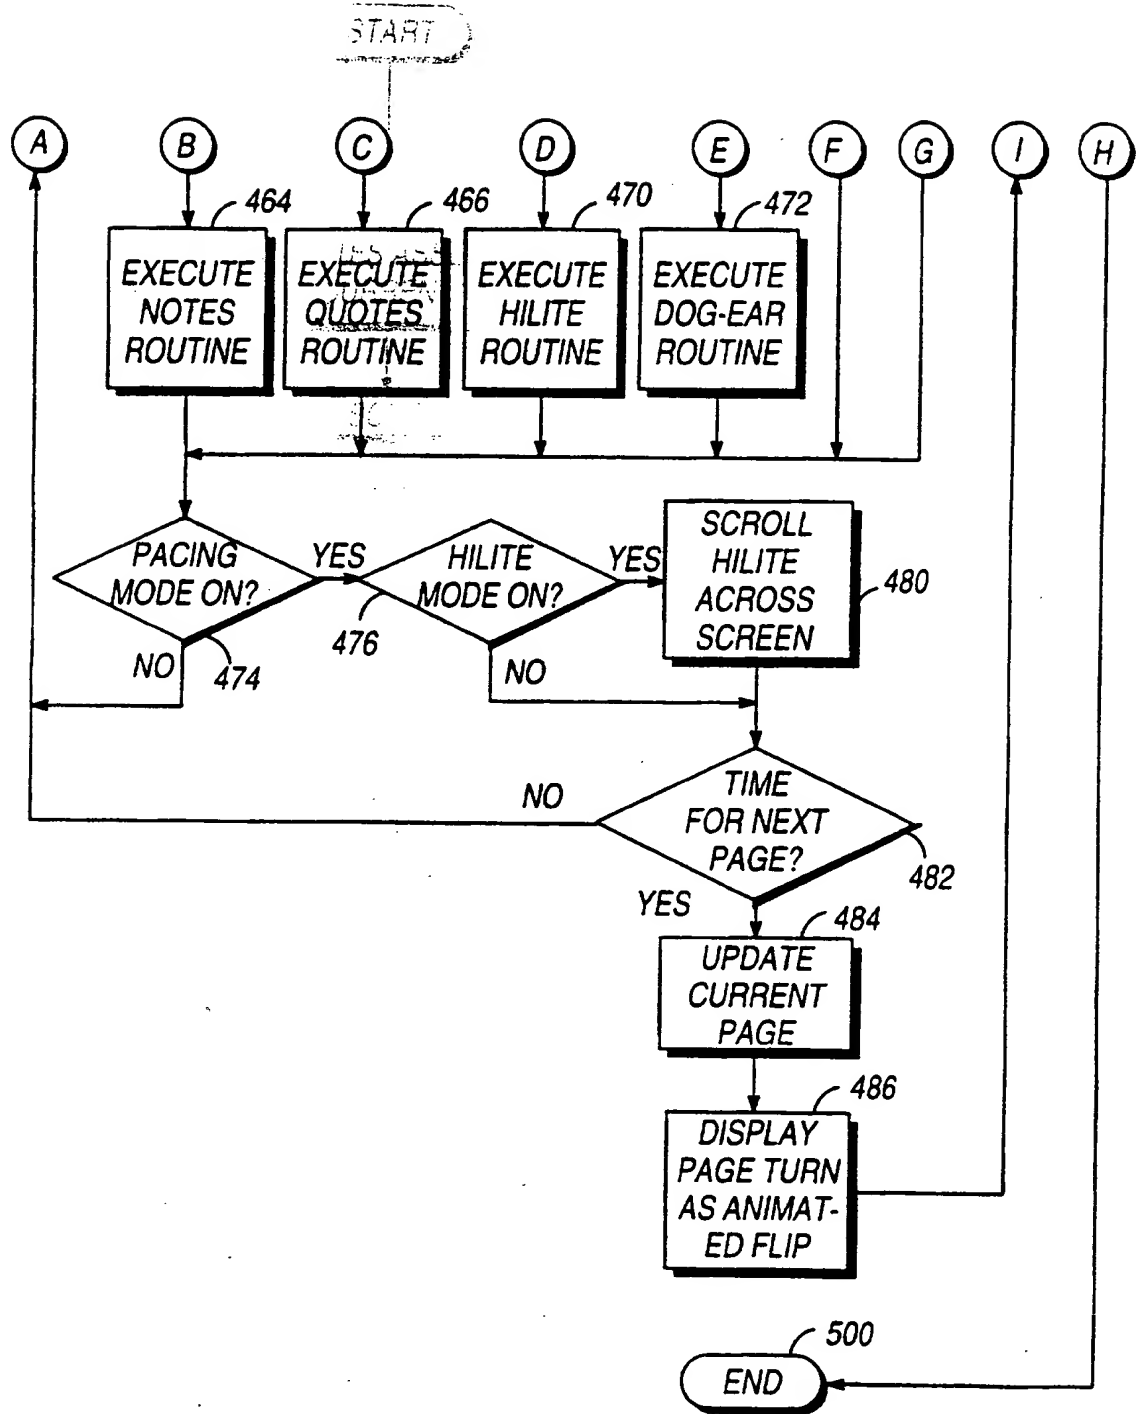 START
A B C D E F G I H
464 466 470 472
EXECUTE
NOTES
ROUTINE
EXECUTE
QUOTES
ROUTINE
EXECUTE
HILITE
ROUTINE
EXECUTE
DOG-EAR
ROUTINE
PACING
MODE ON?
YES
474
NO
HILITE
MODE ON?
YES
476
NO
SCROLL
HILITE
ACROSS
SCREEN
480
TIME
FOR NEXT
PAGE?
NO
482
YES
484
UPDATE
CURRENT
PAGE
486
DISPLAY
PAGE TURN
AS ANIMAT-
ED FLIP
500
END